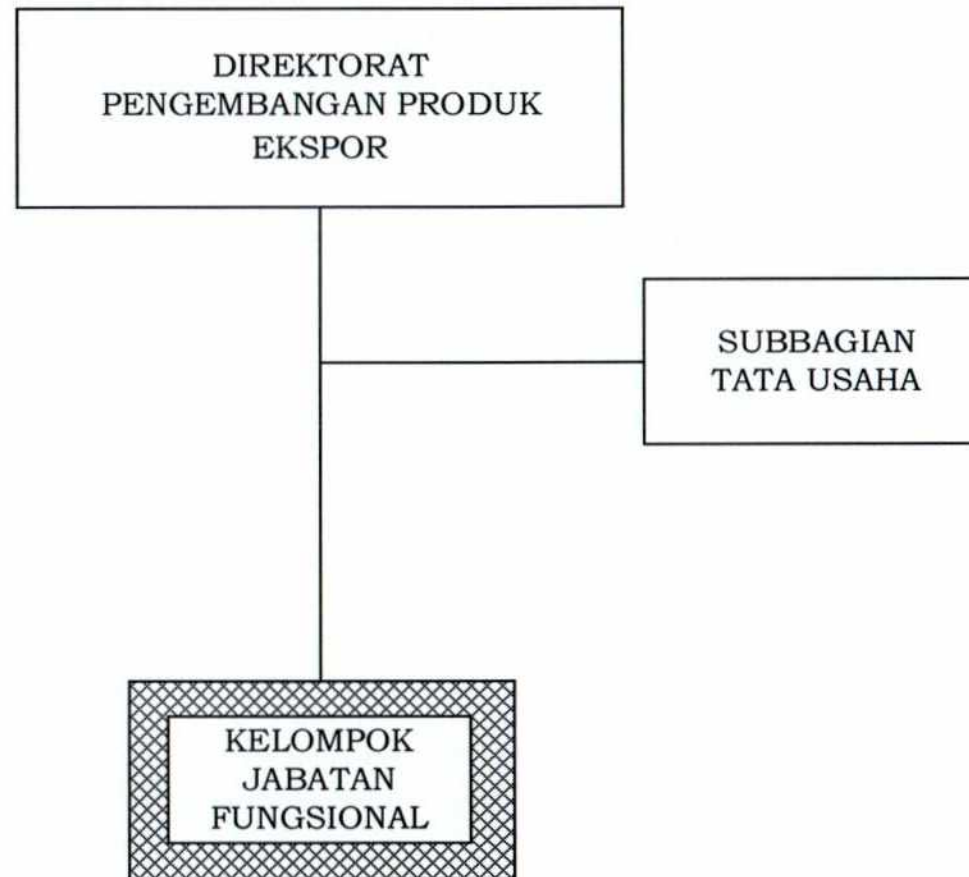 DIREKTORAT
PENGEMBANGAN PRODUK
EKSPOR
SUBBAGIAN
TATA USAHA
KELOMPOK
JABATAN
FUNGSIONAL